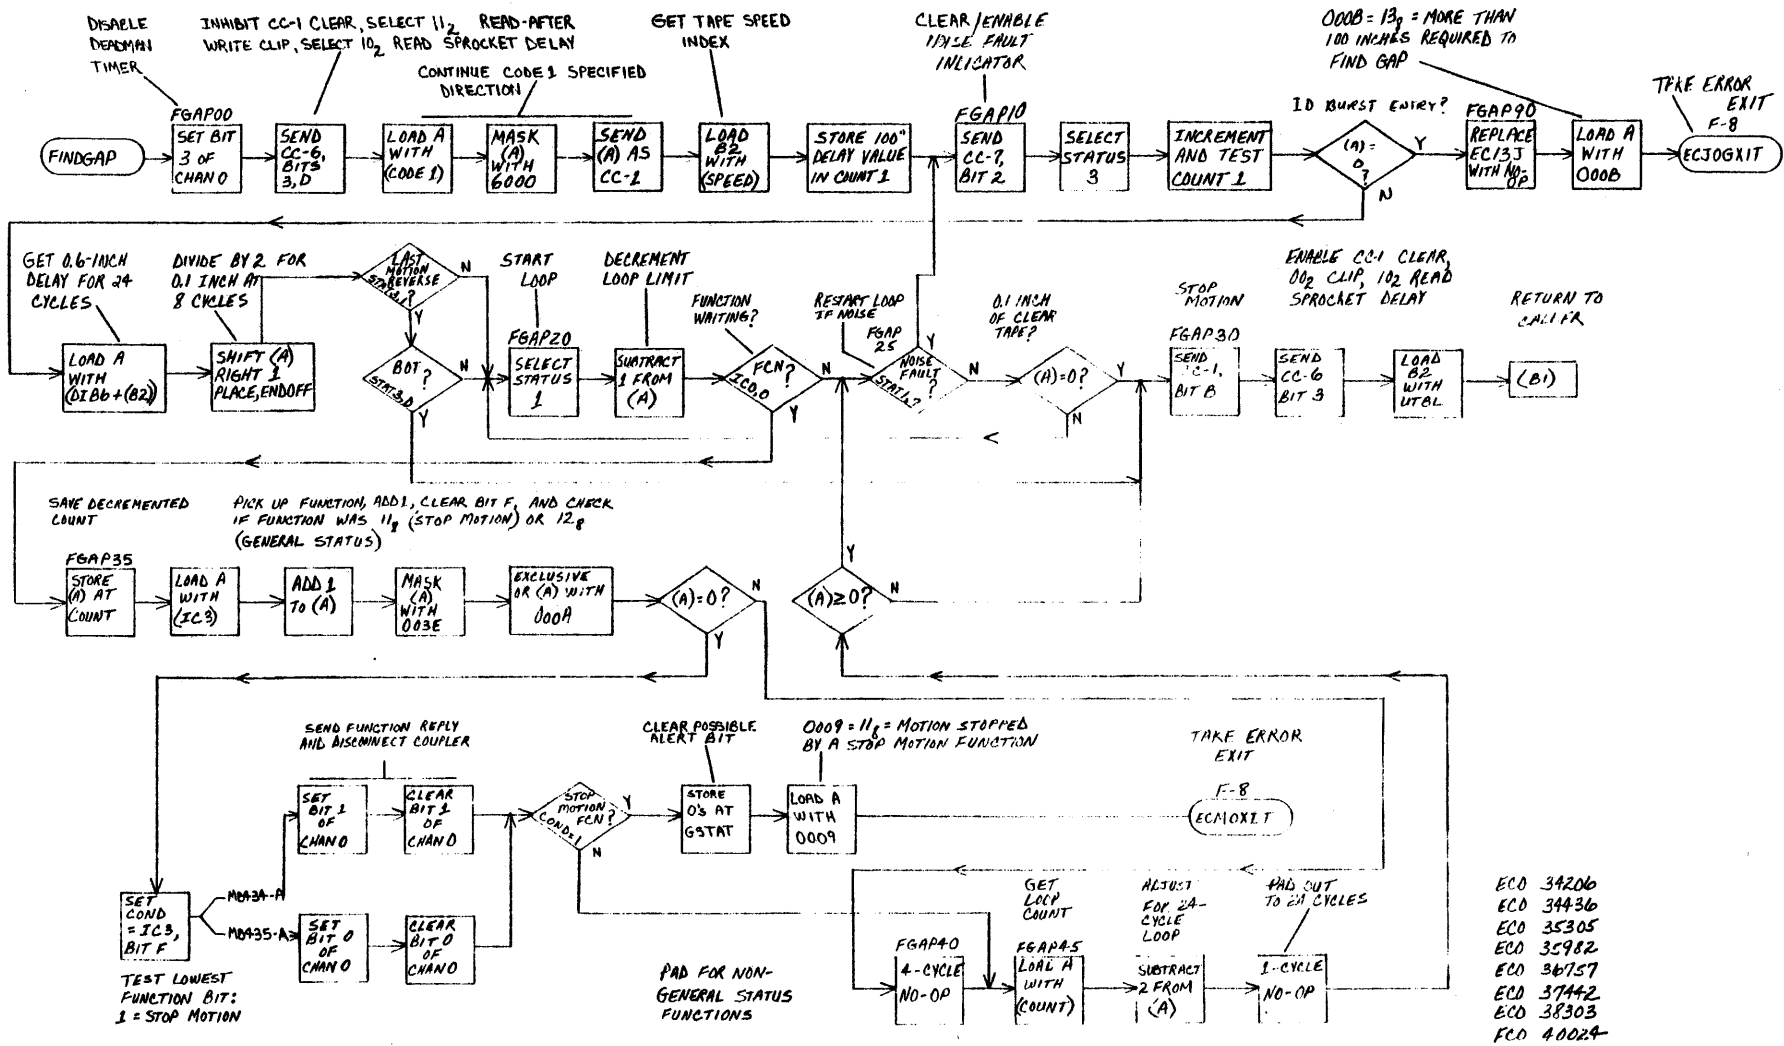 DISABLE
DEADMAN
TIMER
INHIBIT CC-1 CLEAR, SELECT 11₂ READ-AFTER
WRITE CLIP, SELECT 10₂ READ SPROCKET DELAY
CONTINUE CODE 1 SPECIFIED
DIRECTION
GET TAPE SPEED
INDEX
CLEAR/ENABLE
NOISE FAULT
INDICATOR
000B = 13₈ = MORE THAN
100 INCHES REQUIRED TO
FIND GAP
TAKE ERROR
EXIT
F-8
FINDGAP
FGAP00
SET BIT
3 OF
CHAN 0
SEND
CC-6,
BITS
3, D
LOAD A
WITH
(CODE 1)
MASK
(A)
WITH
6000
SEND
(A) AS
CC-1
LOAD
B2
WITH
(SPEED)
STORE 100"
DELAY VALUE
IN COUNT 1
FGAP10
SEND
CC-7,
BIT 2
SELECT
STATUS
3
INCREMENT
AND TEST
COUNT 1
ID BURST ENTRY?
(A) =
0
?
Y
N
FGAP90
REPLACE
EC13J
WITH NO-
OP
LOAD A
WITH
000B
ECJOGXIT
GET 0.6-INCH
DELAY FOR 24
CYCLES
DIVIDE BY 2 FOR
0.1 INCH AT
8 CYCLES
LOAD A
WITH
(DIB6+(B2))
SHIFT (A)
RIGHT 1
PLACE, ENDOFF
LAST
MOTION
REVERSE
STAT3,1?
N
Y
BOT
?
STAT3,D
N
Y
START
LOOP
FGAP20
SELECT
STATUS
1
DECREMENT
LOOP LIMIT
SUBTRACT
1 FROM
(A)
FUNCTION
WAITING?
FCN?
IC0,0
N
Y
RESTART LOOP
IF NOISE
FGAP
25
NOISE
FAULT
?
Y
N
0.1 INCH
OF CLEAR
TAPE?
(A)=0?
Y
N
STOP
MOTION
FGAP30
SEND
CC-1,
BIT B
ENABLE CC-1 CLEAR,
00₂ CLIP, 10₂ READ
SPROCKET DELAY
SEND
CC-6
BIT 3
LOAD
B2
WITH
UTBL
RETURN TO
CALLER
(B1)
SAVE DECREMENTED
COUNT
PICK UP FUNCTION, ADD 1, CLEAR BIT F, AND CHECK
IF FUNCTION WAS 11₈ (STOP MOTION) OR 12₈
(GENERAL STATUS)
FGAP35
STORE
(A) AT
COUNT
LOAD A
WITH
(IC3)
ADD 1
TO (A)
MASK
(A)
WITH
003E
EXCLUSIVE
OR (A) WITH
000A
(A)=0?
N
Y
(A)≥0?
Y
N
SEND FUNCTION REPLY
AND DISCONNECT COUPLER
CLEAR POSSIBLE
ALERT BIT
0009 = 11₈ = MOTION STOPPED
BY A STOP MOTION FUNCTION
TAKE ERROR
EXIT
SET
BIT 1
OF
CHAN 0
CLEAR
BIT 1
OF
CHAN 0
STOP
MOTION
FCN?
COND=1
Y
N
STORE
0'S AT
GSTAT
LOAD A
WITH
0009
F-8
ECMOXIT
SET
COND
= IC3,
BIT F
MD434-A
MD435-A
SET
BIT 0
OF
CHAN 0
CLEAR
BIT 0
OF
CHAN 0
TEST LOWEST
FUNCTION BIT:
1 = STOP MOTION
PAD FOR NON-
GENERAL STATUS
FUNCTIONS
FGAP40
4-CYCLE
NO-OP
GET
LOOP
COUNT
FGAP45
LOAD A
WITH
(COUNT)
ADJUST
FOR 24-
CYCLE
LOOP
SUBTRACT
2 FROM
(A)
PAD OUT
TO 24 CYCLES
1-CYCLE
NO-OP
ECO 34206
ECO 34436
ECO 35305
ECO 35982
ECO 36757
ECO 37442
ECO 38303
ECO 40024